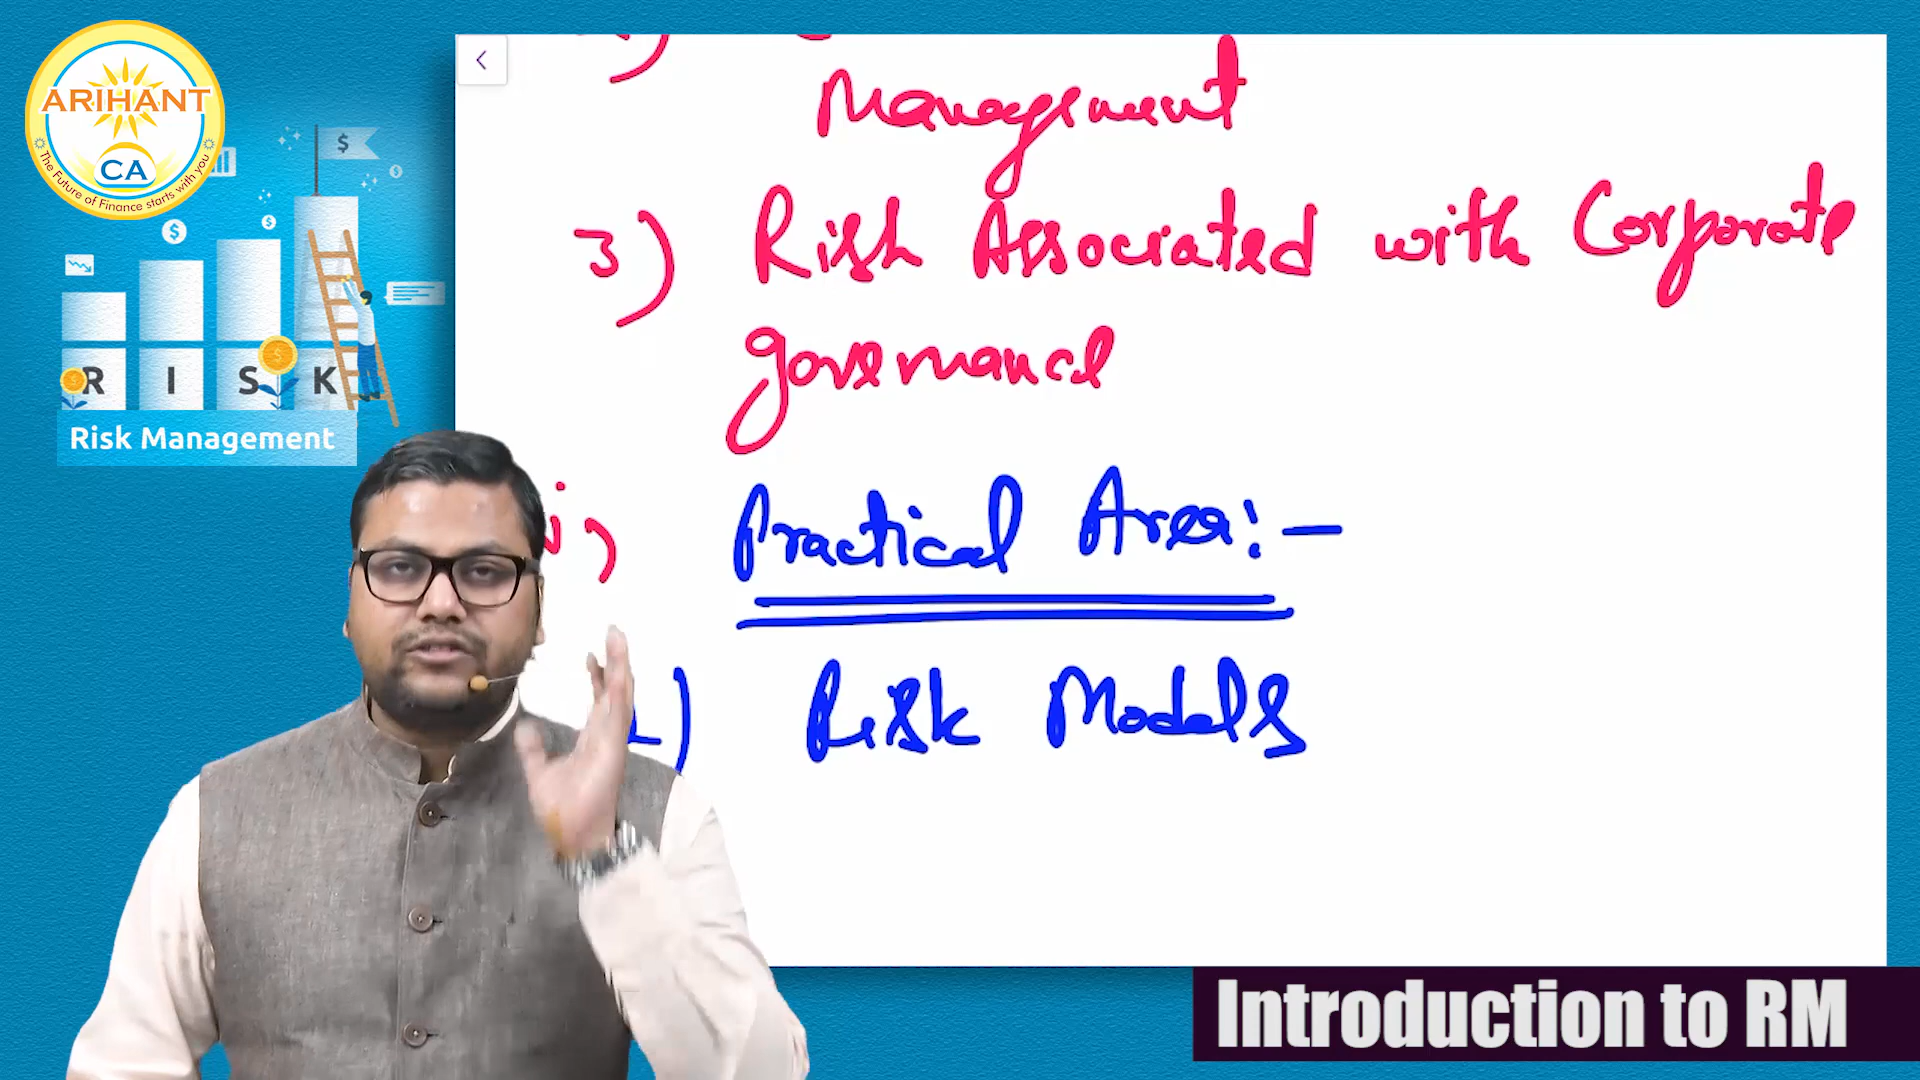 ARIHANT
CA
The Future of Finance starts with you
$
$
$
$
R I S K
Risk Management
Management
3) Risk Associated with Corporate
Governance
Practical Area:-
Risk Models
Introduction to RM